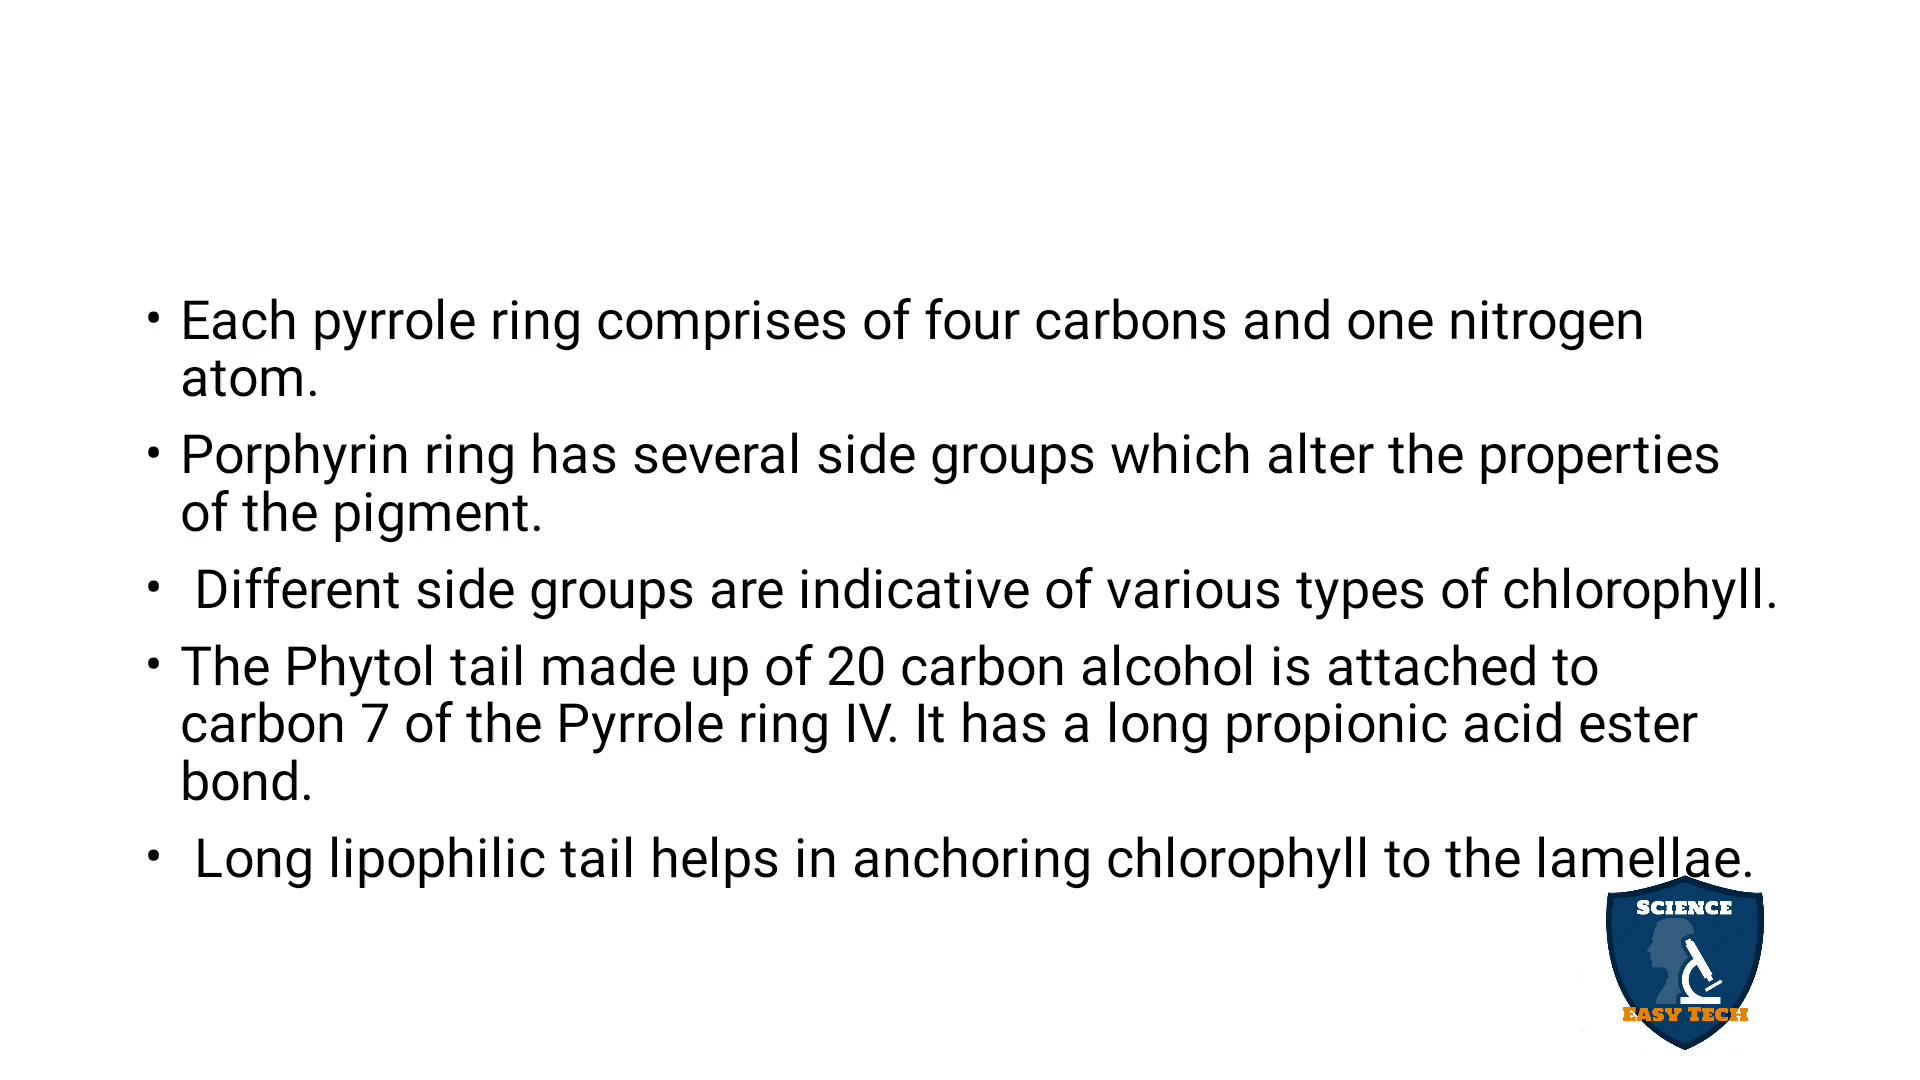 • Each pyrrole ring comprises of four carbons and one nitrogen
atom.
• Porphyrin ring has several side groups which alter the properties
of the pigment.
• Different side groups are indicative of various types of chlorophyll.
• The Phytol tail made up of 20 carbon alcohol is attached to
carbon 7 of the Pyrrole ring IV. It has a long propionic acid ester
bond.
• Long lipophilic tail helps in anchoring chlorophyll to the lamellae.
SCIENCE
EASY TECH